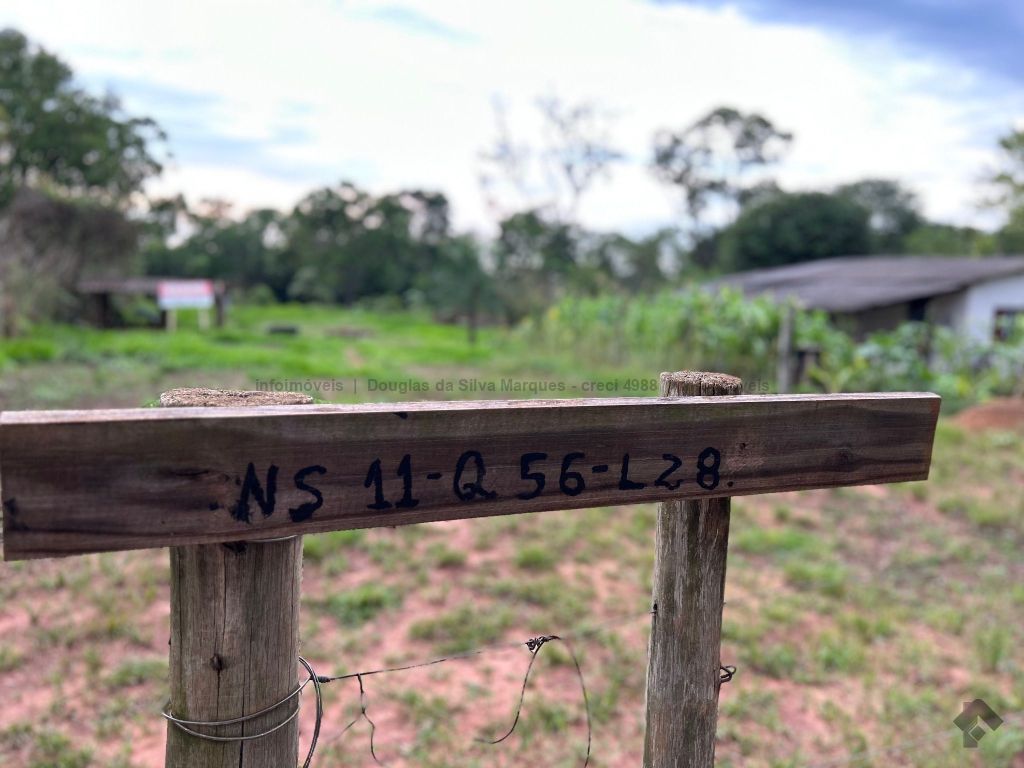 infoimóveis | Douglas da Silva Marques - creci 4988
NS 11-Q 56-L28.